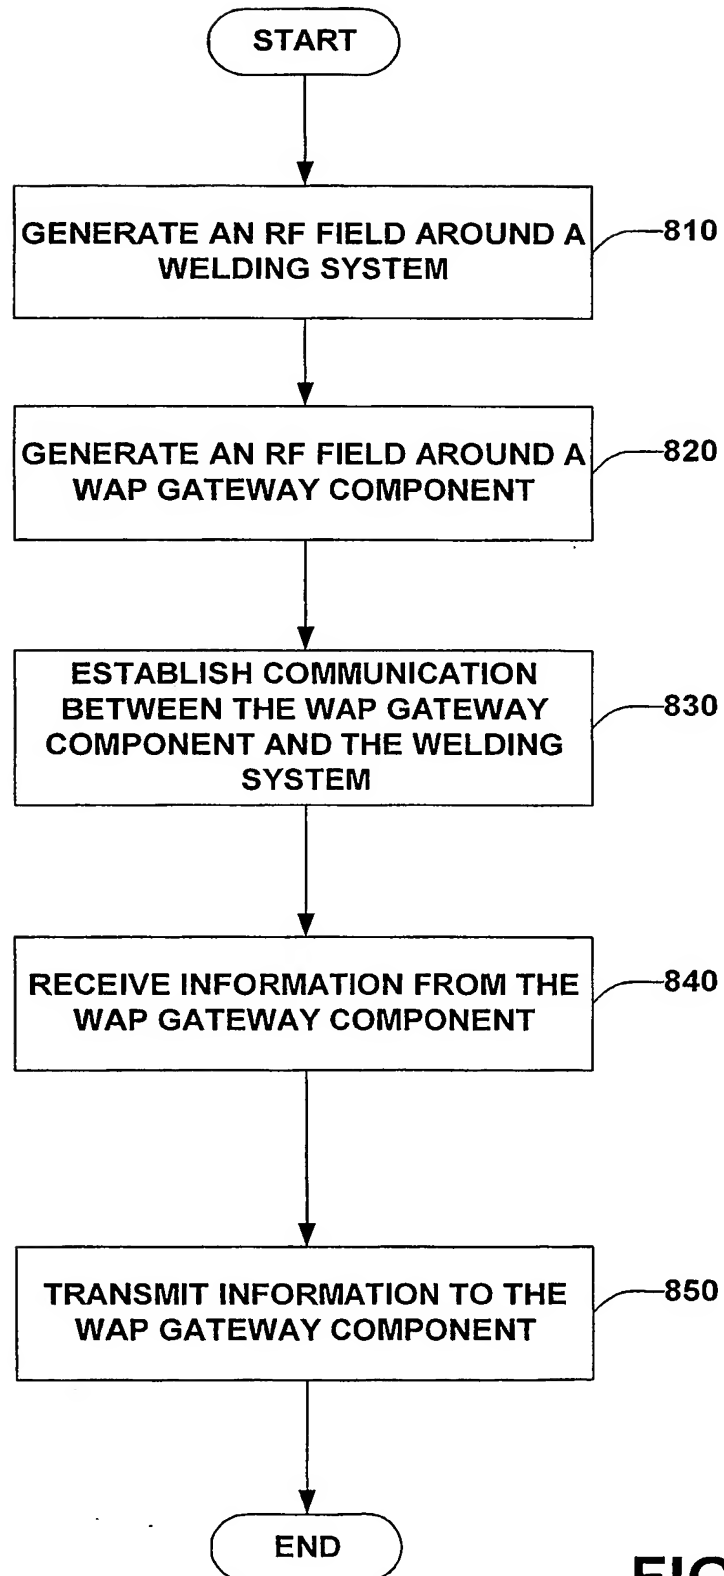 START
GENERATE AN RF FIELD AROUND A
WELDING SYSTEM
810
GENERATE AN RF FIELD AROUND A
WAP GATEWAY COMPONENT
820
ESTABLISH COMMUNICATION
BETWEEN THE WAP GATEWAY
COMPONENT AND THE WELDING
SYSTEM
830
RECEIVE INFORMATION FROM THE
WAP GATEWAY COMPONENT
840
TRANSMIT INFORMATION TO THE
WAP GATEWAY COMPONENT
850
END